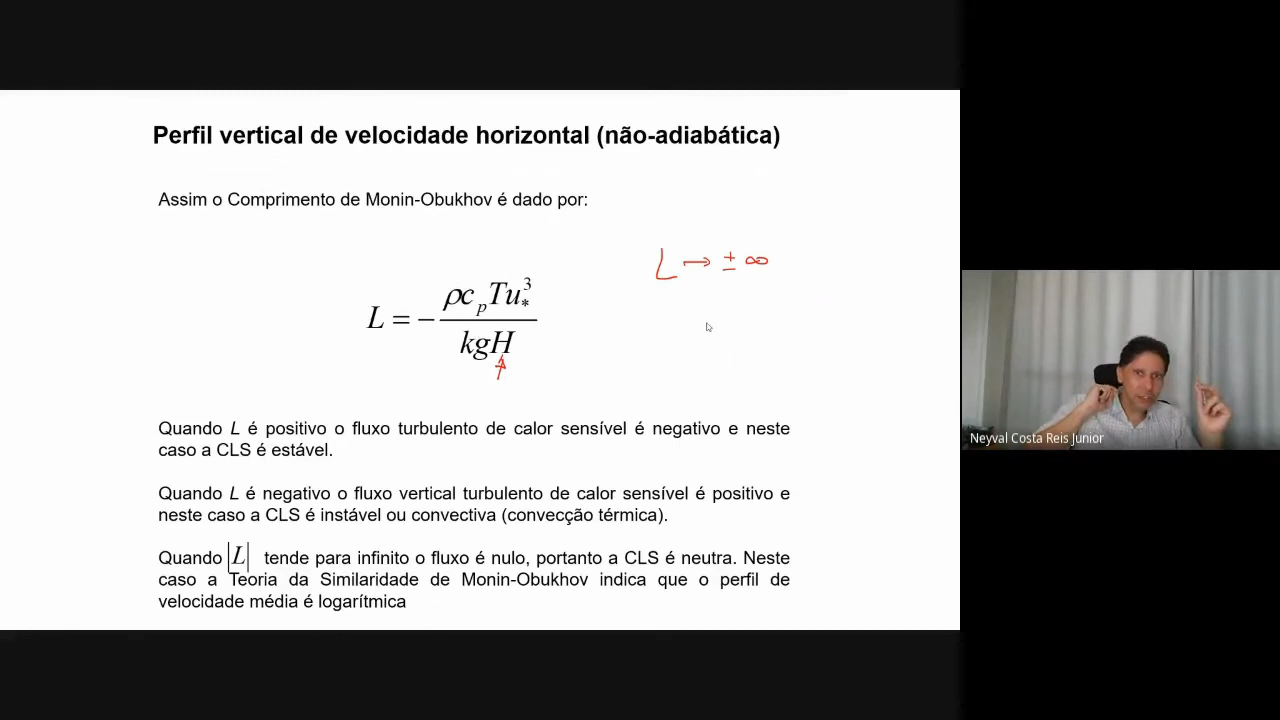 Perfil vertical de velocidade horizontal (não-adiabática)
Assim o Comprimento de Monin-Obukhov é dado por:
L → ± ∞
L = − ρc_pTu_*^3 / kgH
Quando L é positivo o fluxo turbulento de calor sensível é negativo e neste
caso a CLS é estável.
Quando L é negativo o fluxo vertical turbulento de calor sensível é positivo e
neste caso a CLS é instável ou convectiva (convecção térmica).
Quando |L| tende para infinito o fluxo é nulo, portanto a CLS é neutra. Neste
caso a Teoria da Similaridade de Monin-Obukhov indica que o perfil de
velocidade média é logarítmica
Neyval Costa Reis Junior